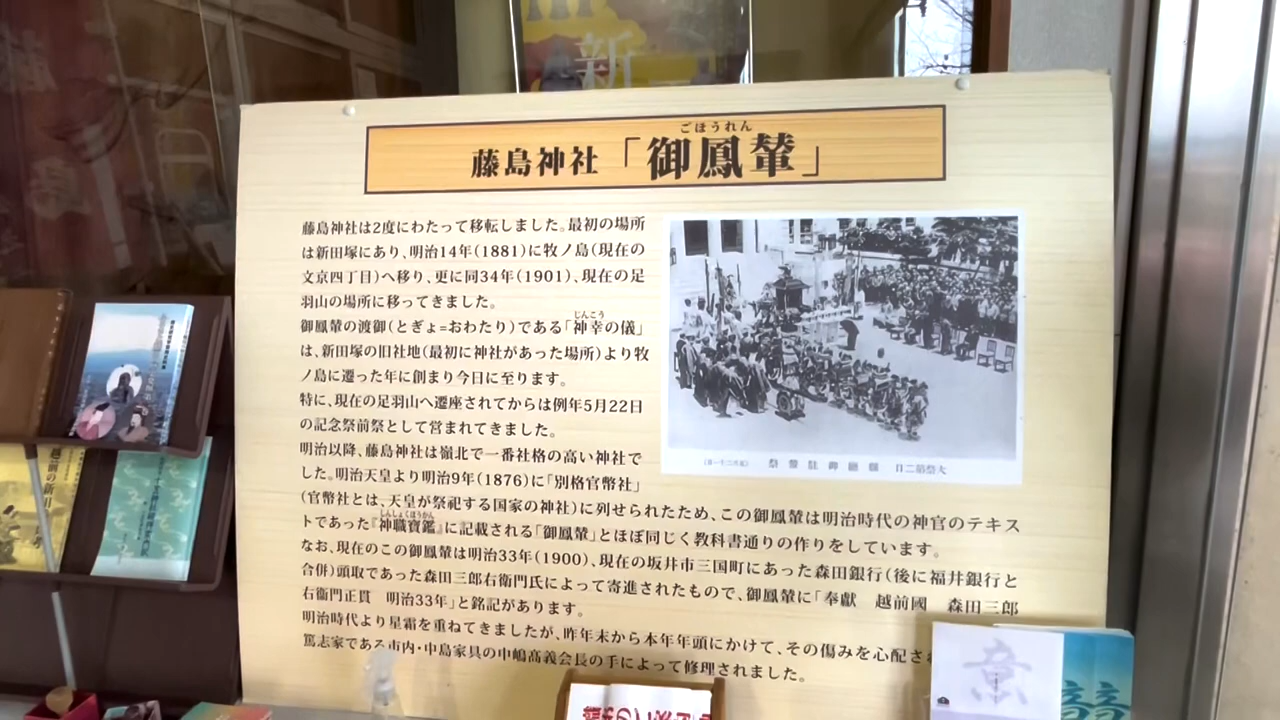 新
ごほうれん
藤島神社「御鳳輦」
藤島神社は2度にわたって移転しました。最初の場所
は新田塚にあり、明治14年(1881)に牧ノ島(現在の
文京四丁目)へ移り、更に同34年(1901)、現在の足
羽山の場所に移ってきました。
じんこう
御鳳輦の渡御(とぎょ=おわたり)である「神幸の儀」
は、新田塚の旧社地(最初に神社があった場所)より牧
ノ島に遷った年に創まり今日に至ります。
特に、現在の足羽山へ遷座されてからは例年5月22日
の記念祭前祭として営まれてきました。
明治以降、藤島神社は嶺北で一番社格の高い神社で
した。明治天皇より明治9年(1876)に「別格官幣社」
(官幣社とは、天皇が祭祀する国家の神社)に列せられたため、この御鳳輦は明治時代の神官のテキス
しんしょくほうかん
トであった『神職寶鑑』に記載される「御鳳輦」とほぼ同じく教科書通りの作りをしています。
なお、現在のこの御鳳輦は明治33年(1900)、現在の坂井市三国町にあった森田銀行(後に福井銀行と
合併)頭取であった森田三郎右衛門氏によって寄進されたもので、御鳳輦に「奉獻　越前國　森田三郎
右衞門正貫　明治33年」と銘記があります。
明治時代より星霜を重ねてきましたが、昨年末から本年年頭にかけて、その傷みを心配され
篤志家である市内・中島家具の中嶋髙義会長の手によって修理されました。